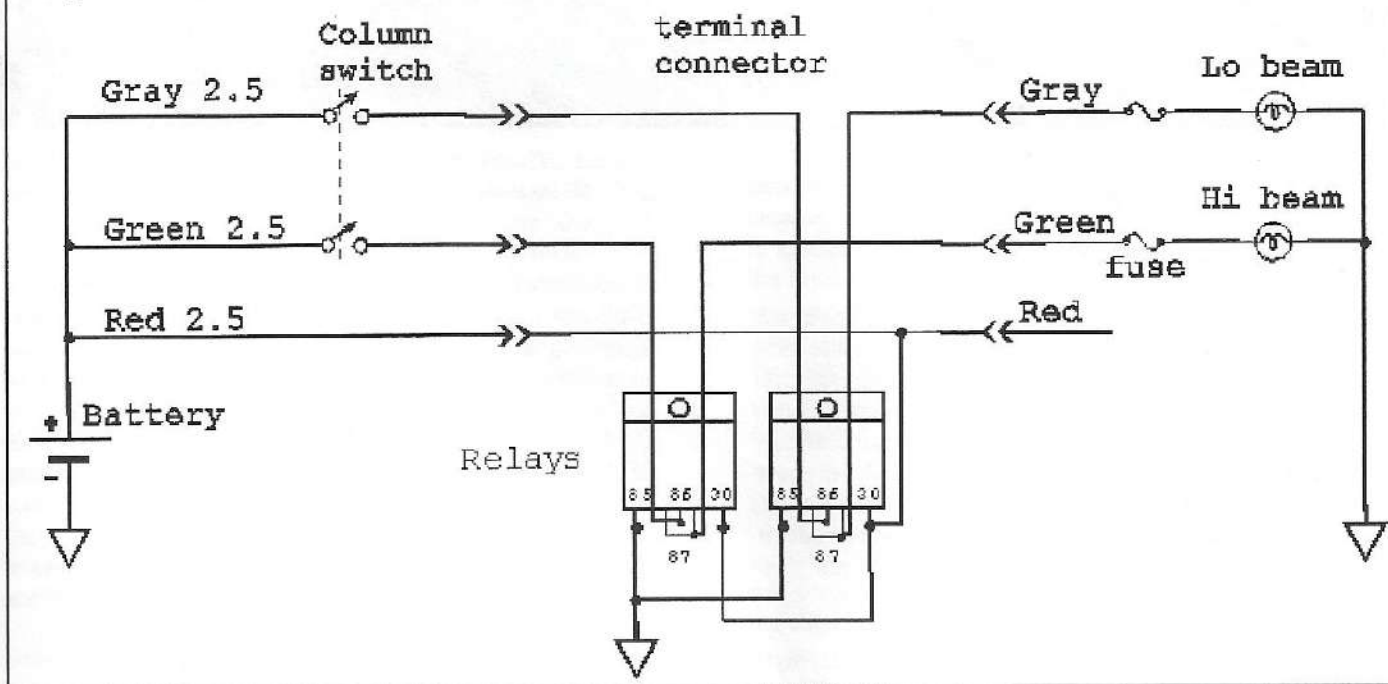 Column
switch
terminal
connector
Gray 2.5
Gray
Lo beam
Green 2.5
Green
fuse
Hi beam
Red 2.5
Red
+ Battery
-
Relays
85 86 30
87
85 86 30
87